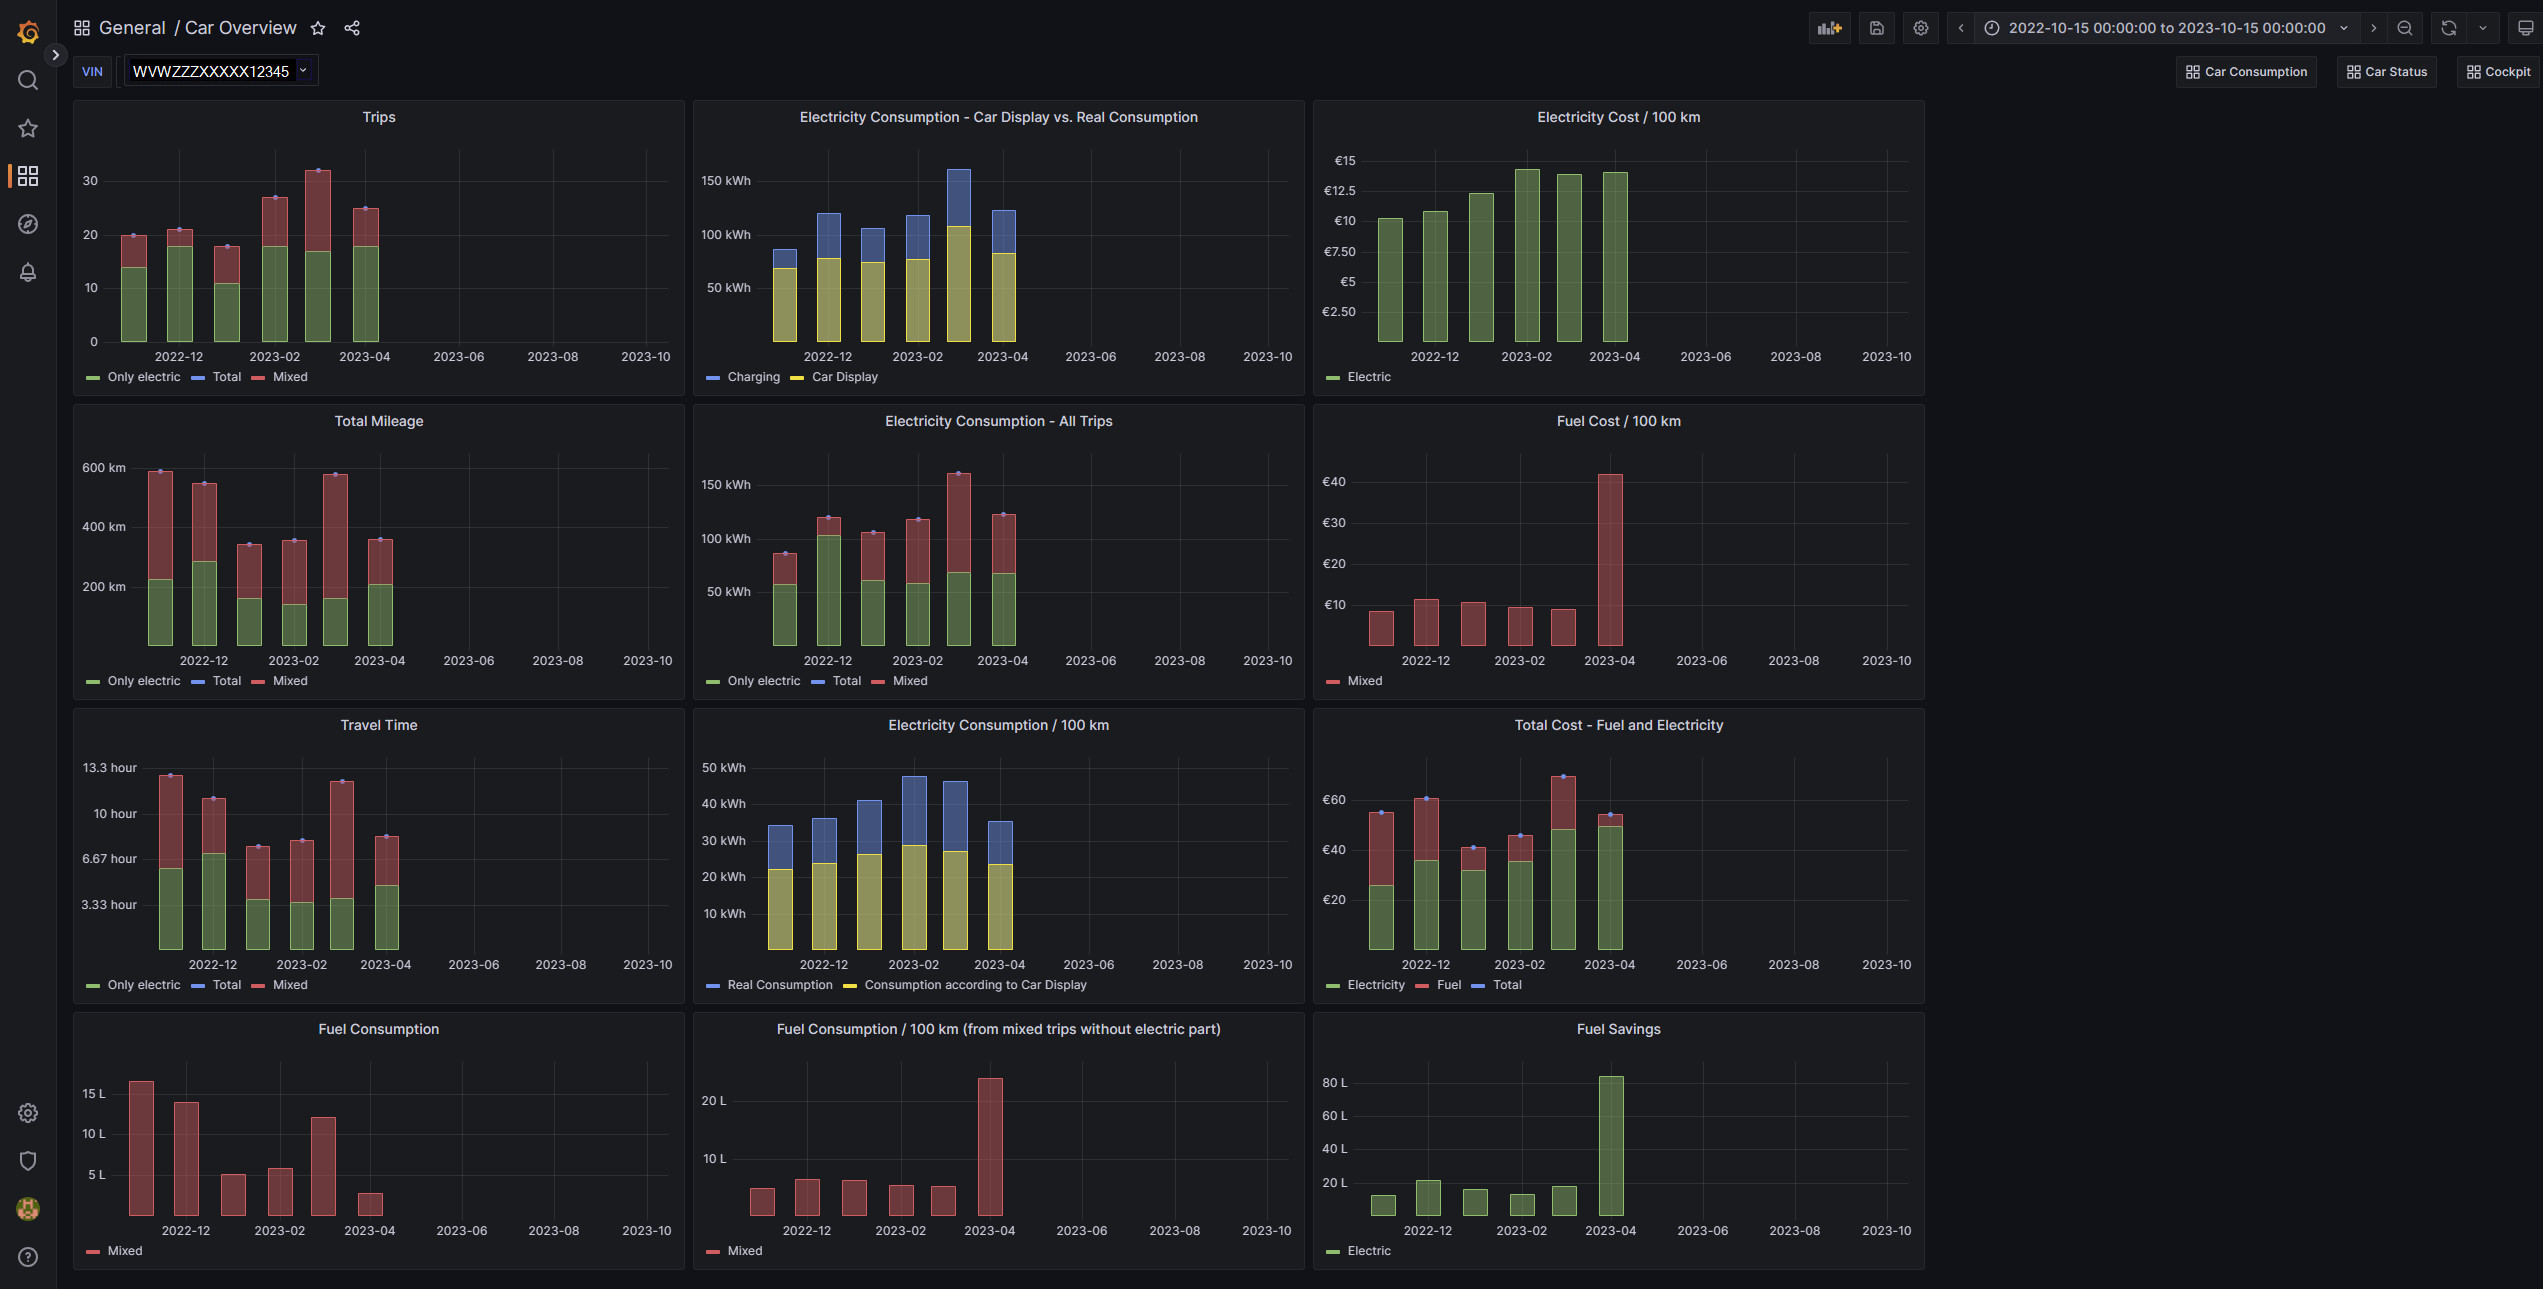 General / Car Overview
2022-10-15 00:00:00 to 2023-10-15 00:00:00
VIN WVWZZZXXXXX12345
Car Consumption Car Status Cockpit
Trips
30
20
10
0
2022-12 2023-02 2023-04 2023-06 2023-08 2023-10
Only electric Total Mixed
Electricity Consumption - Car Display vs. Real Consumption
150 kWh
100 kWh
50 kWh
2022-12 2023-02 2023-04 2023-06 2023-08 2023-10
Charging Car Display
Electricity Cost / 100 km
€15
€12.5
€10
€7.50
€5
€2.50
2022-12 2023-02 2023-04 2023-06 2023-08 2023-10
Electric
Total Mileage
600 km
400 km
200 km
2022-12 2023-02 2023-04 2023-06 2023-08 2023-10
Only electric Total Mixed
Electricity Consumption - All Trips
150 kWh
100 kWh
50 kWh
2022-12 2023-02 2023-04 2023-06 2023-08 2023-10
Only electric Total Mixed
Fuel Cost / 100 km
€40
€30
€20
€10
2022-12 2023-02 2023-04 2023-06 2023-08 2023-10
Mixed
Travel Time
13.3 hour
10 hour
6.67 hour
3.33 hour
2022-12 2023-02 2023-04 2023-06 2023-08 2023-10
Only electric Total Mixed
Electricity Consumption / 100 km
50 kWh
40 kWh
30 kWh
20 kWh
10 kWh
2022-12 2023-02 2023-04 2023-06 2023-08 2023-10
Real Consumption Consumption according to Car Display
Total Cost - Fuel and Electricity
€60
€40
€20
2022-12 2023-02 2023-04 2023-06 2023-08 2023-10
Electricity Fuel Total
Fuel Consumption
15 L
10 L
5 L
2022-12 2023-02 2023-04 2023-06 2023-08 2023-10
Mixed
Fuel Consumption / 100 km (from mixed trips without electric part)
20 L
10 L
2022-12 2023-02 2023-04 2023-06 2023-08 2023-10
Mixed
Fuel Savings
80 L
60 L
40 L
20 L
2022-12 2023-02 2023-04 2023-06 2023-08 2023-10
Electric